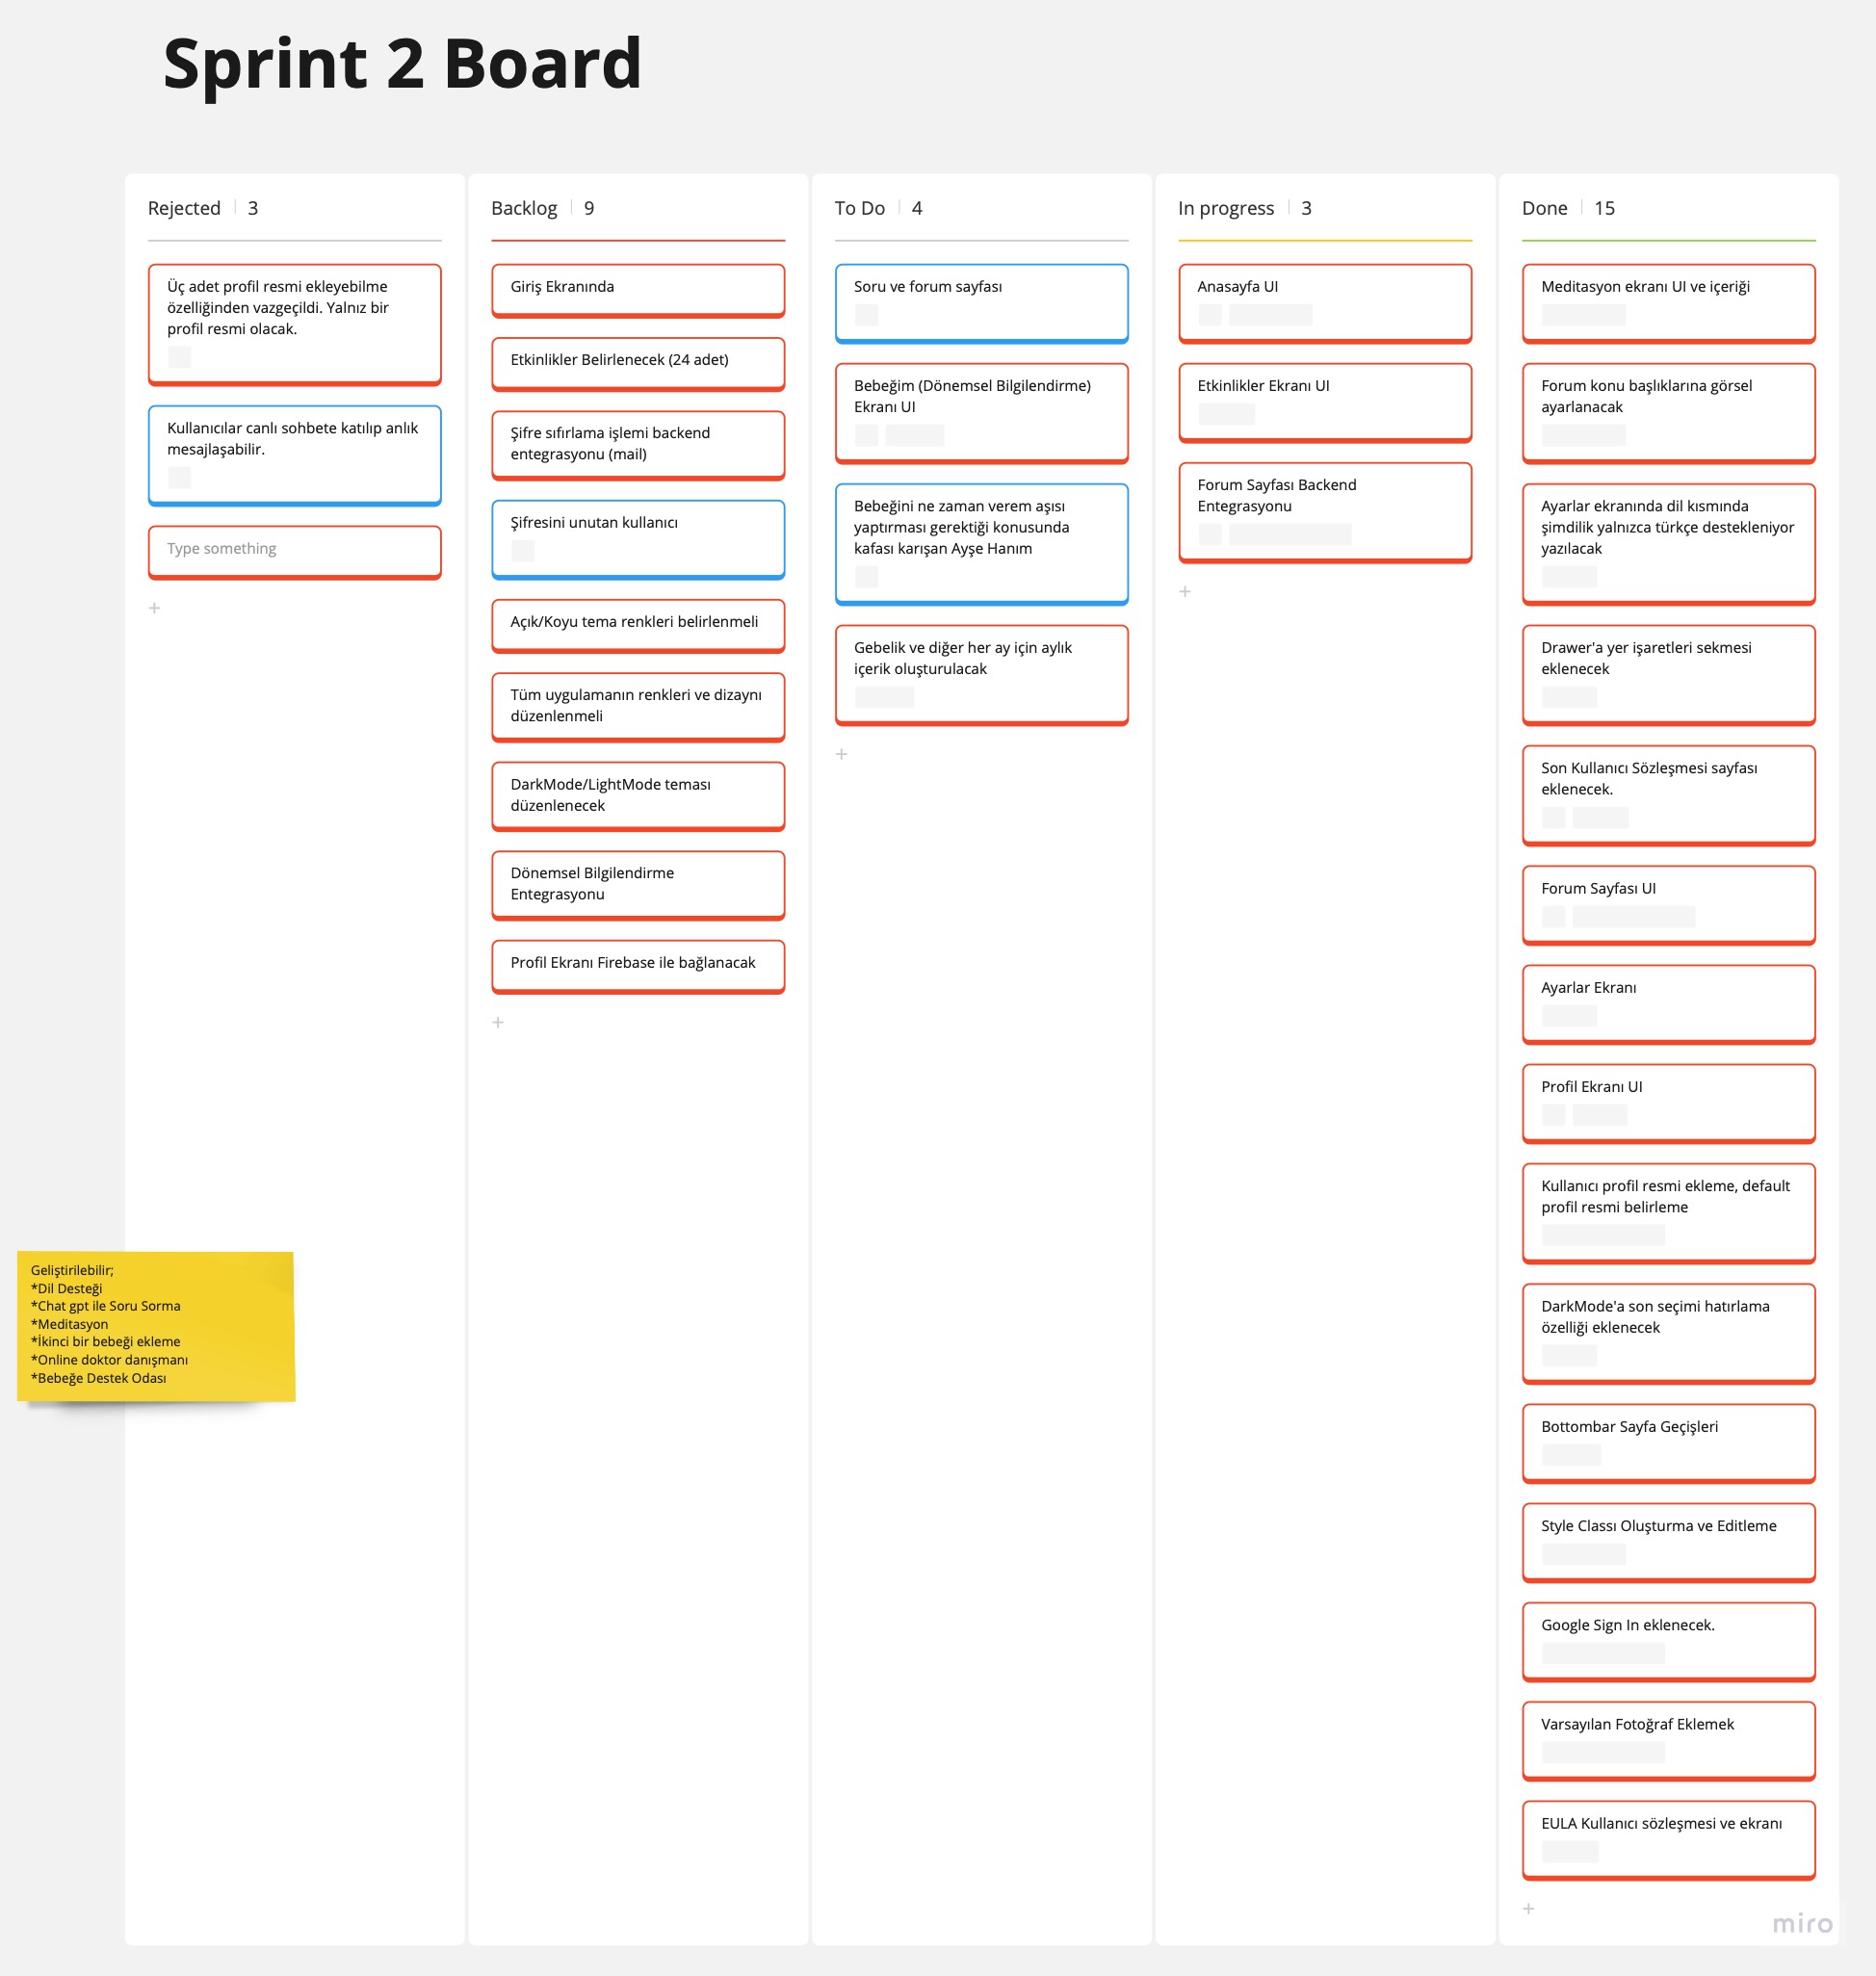 Sprint 2 Board
Rejected 3
Üç adet profil resmi ekleyebilme
özelliğinden vazgeçildi. Yalnız bir
profil resmi olacak.
Kullanıcılar canlı sohbete katılıp anlık
mesajlaşabilir.
Type something
+
Backlog 9
Giriş Ekranında
Etkinlikler Belirlenecek (24 adet)
Şifre sıfırlama işlemi backend
entegrasyonu (mail)
Şifresini unutan kullanıcı
Açık/Koyu tema renkleri belirlenmeli
Tüm uygulamanın renkleri ve dizaynı
düzenlenmeli
DarkMode/LightMode teması
düzenlenecek
Dönemsel Bilgilendirme
Entegrasyonu
Profil Ekranı Firebase ile bağlanacak
+
To Do 4
Soru ve forum sayfası
Bebeğim (Dönemsel Bilgilendirme)
Ekranı UI
Bebeğini ne zaman verem aşısı
yaptırması gerektiği konusunda
kafası karışan Ayşe Hanım
Gebelik ve diğer her ay için aylık
içerik oluşturulacak
+
In progress 3
Anasayfa UI
Etkinlikler Ekranı UI
Forum Sayfası Backend
Entegrasyonu
+
Done 15
Meditasyon ekranı UI ve içeriği
Forum konu başlıklarına görsel
ayarlanacak
Ayarlar ekranında dil kısmında
şimdilik yalnızca türkçe destekleniyor
yazılacak
Drawer'a yer işaretleri sekmesi
eklenecek
Son Kullanıcı Sözleşmesi sayfası
eklenecek.
Forum Sayfası UI
Ayarlar Ekranı
Profil Ekranı UI
Kullanıcı profil resmi ekleme, default
profil resmi belirleme
DarkMode'a son seçimi hatırlama
özelliği eklenecek
Bottombar Sayfa Geçişleri
Style Classı Oluşturma ve Editleme
Google Sign In eklenecek.
Varsayılan Fotoğraf Eklemek
EULA Kullanıcı sözleşmesi ve ekranı
+
Geliştirilebilir;
*Dil Desteği
*Chat gpt ile Soru Sorma
*Meditasyon
*İkinci bir bebeği ekleme
*Online doktor danışmanı
*Bebeğe Destek Odası
miro